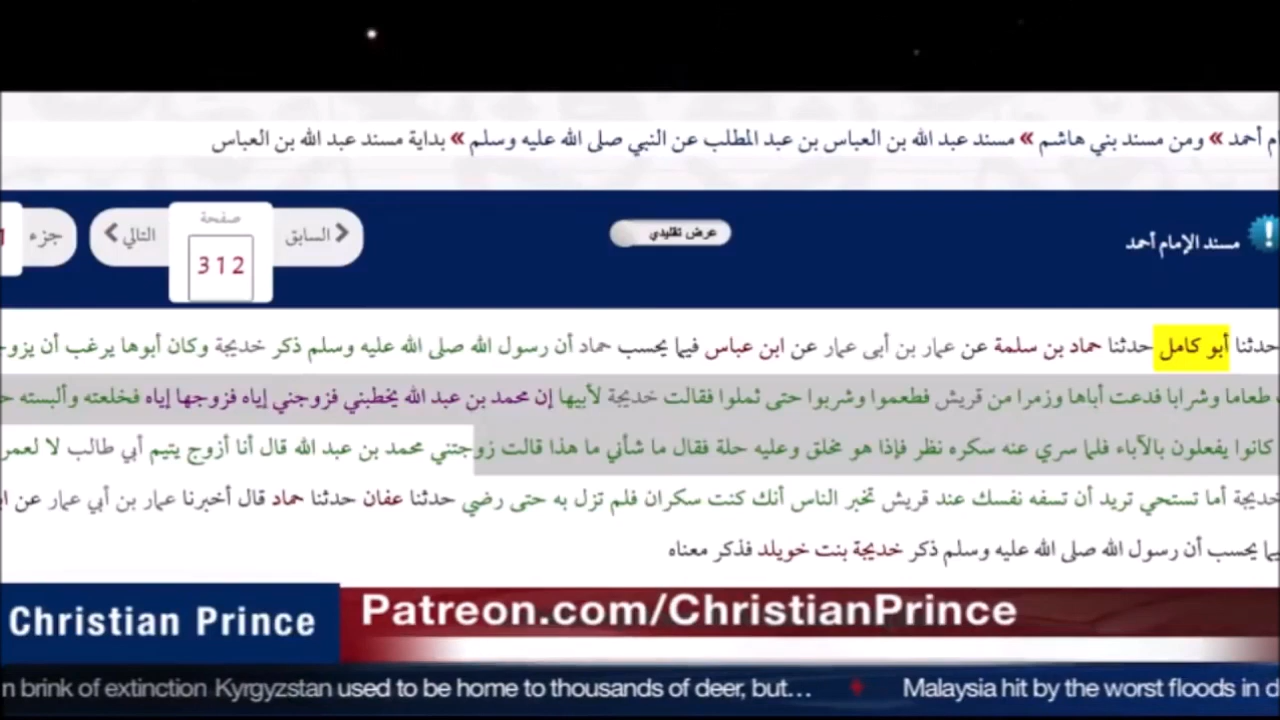 م أحمد » ومن مسند بني هاشم » مسند عبد الله بن العباس بن عبد المطلب عن النبي صلى الله عليه وسلم » بداية مسند عبد الله بن العباس
مسند الإمام أحمد
عرض تقليدي
السابق
صفحة
312
التالي
جزء
حدثنا أبو كامل حدثنا حماد بن سلمة عن عمار بن أبي عمار عن ابن عباس فيما يحسب حماد أن رسول الله صلى الله عليه وسلم ذكر خديجة وكان أبوها يرغب أن يزوج
طعاما وشرابا فدعت أباها وزمرا من قريش فطعموا وشربوا حتى ثملوا فقالت خديجة لأبيها إن محمد بن عبد الله يخطبني فزوجني إياه فزوجها إياه فخلعته وألبسته ح
كانوا يفعلون بالآباء فلما سري عنه سكره نظر فإذا هو مخلق وعليه حلة فقال ما شأني ما هذا قالت زوجتني محمد بن عبد الله قال أنا أزوج يتيم أبي طالب لا لعمر
خديجة أما تستحي تريد أن تسفه نفسك عند قريش تخبر الناس أنك كنت سكران فلم تزل به حتى رضي حدثنا عفان حدثنا حماد قال أخبرنا عمار بن أبي عمار عن ا
فيما يحسب أن رسول الله صلى الله عليه وسلم ذكر خديجة بنت خويلد فذكر معناه
Christian Prince
Patreon.com/ChristianPrince
n brink of extinction Kyrgyzstan used to be home to thousands of deer, but... Malaysia hit by the worst floods in d